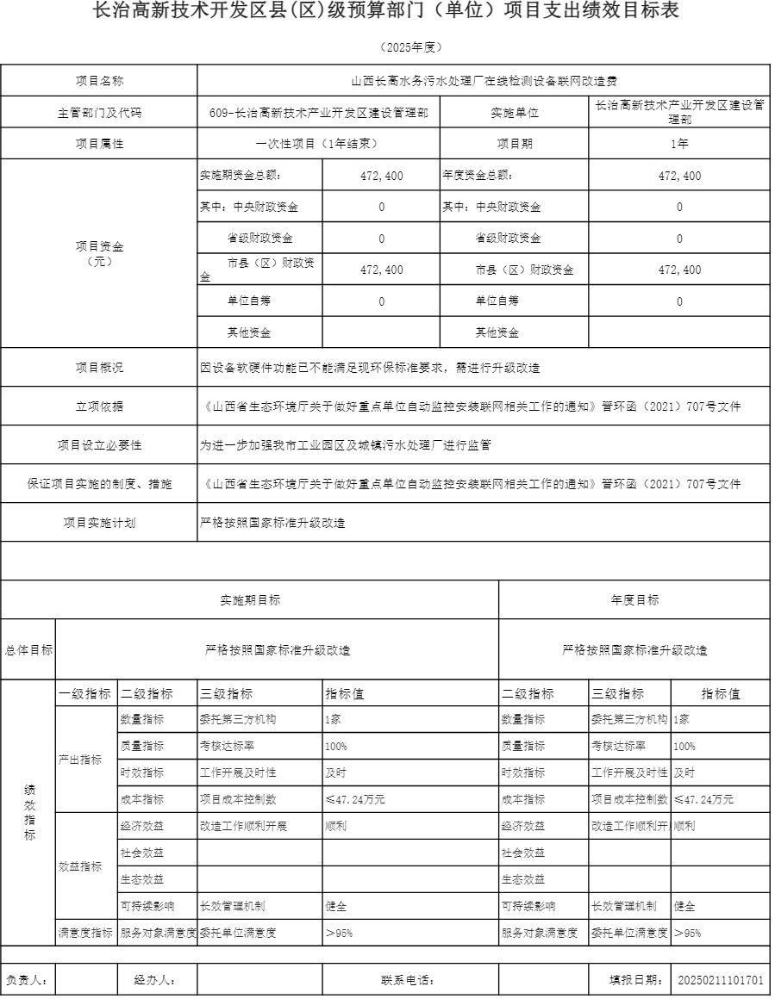 长治高新技术开发区县(区)级预算部门（单位）项目支出绩效目标表
（2025年度）
项目名称 山西长高水务污水处理厂在线检测设备联网改造费
主管部门及代码 609-长治高新技术产业开发区建设管理部 实施单位 长治高新技术产业开发区建设管
理部
项目属性 一次性项目（1年结束） 项目期 1年
项目资金
（元）
实施期资金总额: 472,400 年度资金总额: 472,400
其中: 中央财政资金 0 其中: 中央财政资金 0
省级财政资金 0 省级财政资金 0
市县（区）财政资
金 472,400 市县（区）财政资金 472,400
单位自筹 0 单位自筹 0
其他资金 其他资金
项目概况 因设备软硬件功能已不能满足现环保标准要求，需进行升级改造
立项依据 《山西省生态环境厅关于做好重点单位自动监控安装联网相关工作的通知》晋环函（2021）707号文件
项目设立必要性 为进一步加强我市工业园区及城镇污水处理厂进行监管
保证项目实施的制度、措施 《山西省生态环境厅关于做好重点单位自动监控安装联网相关工作的通知》晋环函（2021）707号文件
项目实施计划 严格按照国家标准升级改造
实施期目标 年度目标
总体目标 严格按照国家标准升级改造 严格按照国家标准升级改造
绩
效
指
标
一级指标 二级指标 三级指标 指标值 二级指标 三级指标 指标值
产出指标
数量指标 委托第三方机构 1家 数量指标 委托第三方机构 1家
质量指标 考核达标率 100% 质量指标 考核达标率 100%
时效指标 工作开展及时性 及时 时效指标 工作开展及时性 及时
成本指标 项目成本控制数 ≤47.24万元 成本指标 项目成本控制数 ≤47.24万元
效益指标
经济效益 改造工作顺利开展 顺利 经济效益 改造工作顺利开 顺利
社会效益 社会效益
生态效益 生态效益
可持续影响 长效管理机制 健全 可持续影响 长效管理机制 健全
满意度指标 服务对象满意度 委托单位满意度 >95% 服务对象满意度 委托单位满意度 >95%
负责人: 经办人: 联系电话: 填报日期: 20250211101701